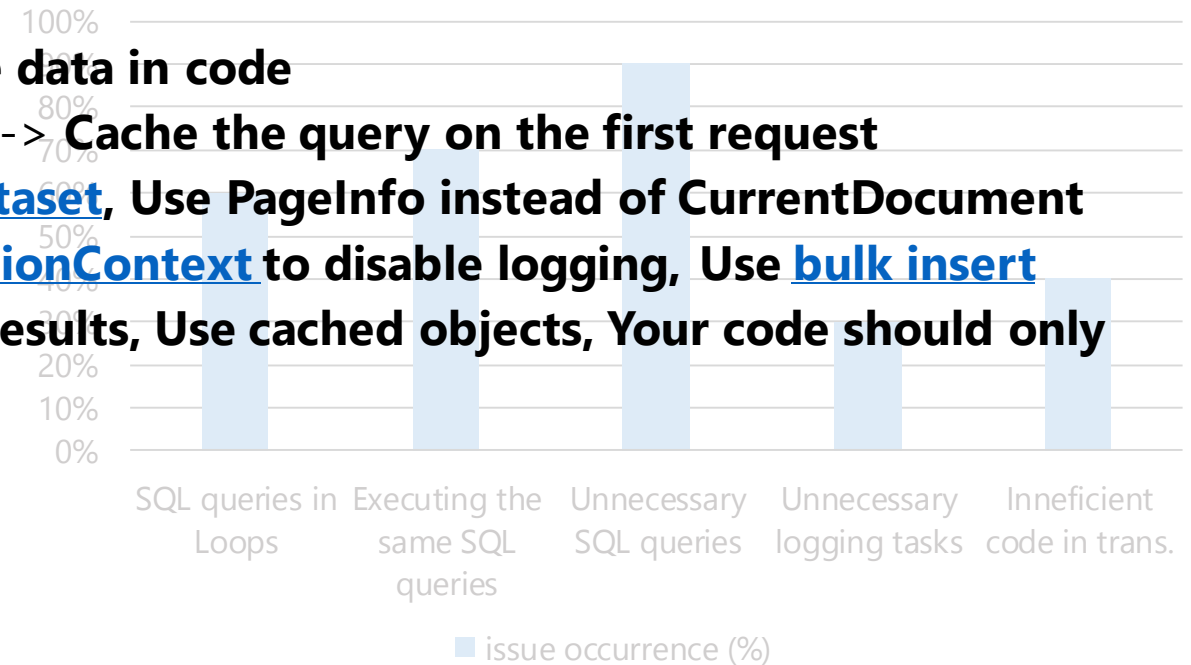 100%
data in code
80%
-> Cache the query on the first request
70%
taset, Use PageInfo instead of CurrentDocument
50%
ionContext to disable logging, Use bulk insert
40%
esults, Use cached objects, Your code should only
20%
10%
0%
SQL queries in Loops
Executing the same SQL queries
Unnecessary SQL queries
Unnecessary logging tasks
Inneficient code in trans.
issue occurrence (%)